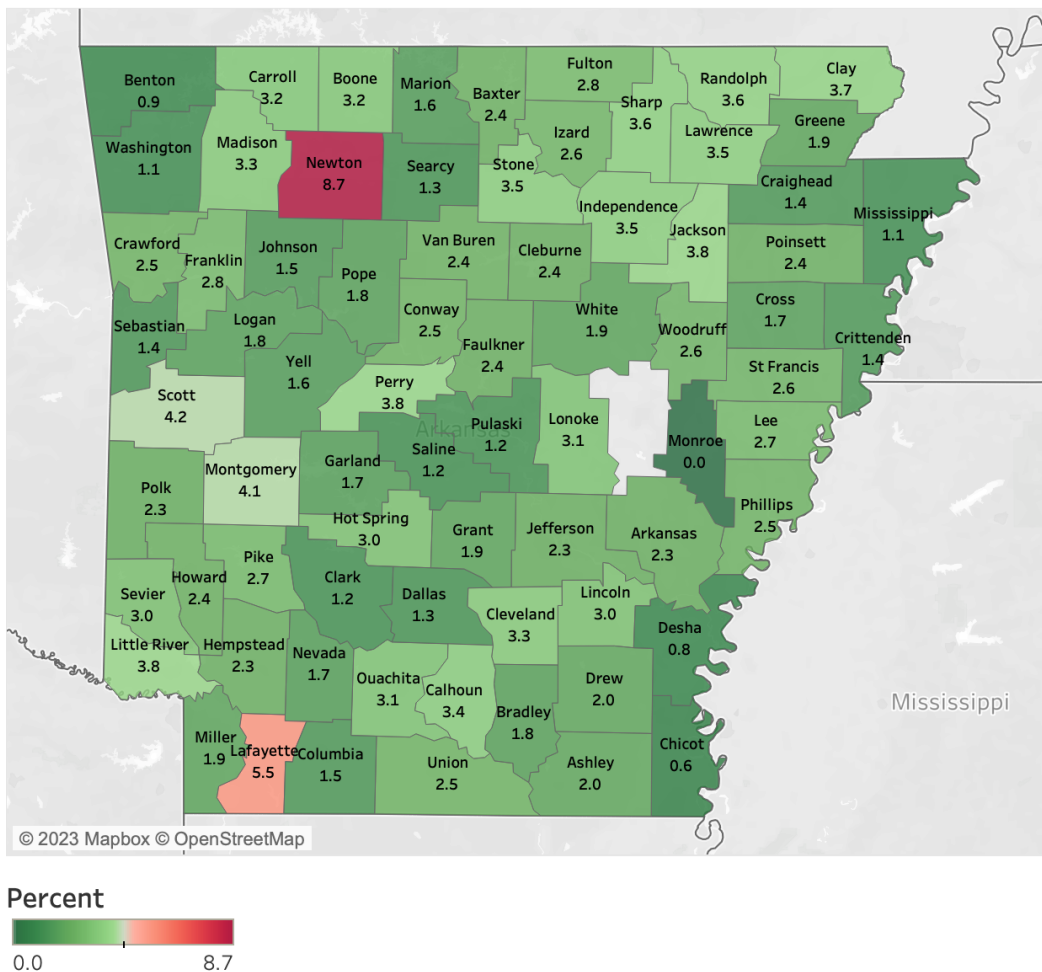 Benton
0.9
Carroll
3.2
Boone
3.2
Marion
1.6
Baxter
2.4
Fulton
2.8
Sharp
3.6
Randolph
3.6
Clay
3.7
Washington
1.1
Madison
3.3
Newton
8.7
Searcy
1.3
Stone
3.5
Izard
2.6
Lawrence
3.5
Greene
1.9
Craighead
1.4
Mississippi
1.1
Independence
3.5
Jackson
3.8
Poinsett
2.4
Crawford
2.5
Franklin
2.8
Johnson
1.5
Pope
1.8
Van Buren
2.4
Cleburne
2.4
Conway
2.5
White
1.9
Woodruff
2.6
Cross
1.7
Crittenden
1.4
Sebastian
1.4
Logan
1.8
Yell
1.6
Faulkner
2.4
St Francis
2.6
Scott
4.2
Perry
3.8
Arkansas
Pulaski
1.2
Saline
1.2
Lonoke
3.1
Monroe
0.0
Lee
2.7
Phillips
2.5
Polk
2.3
Montgomery
4.1
Garland
1.7
Hot Spring
3.0
Grant
1.9
Jefferson
2.3
Arkansas
2.3
Sevier
3.0
Howard
2.4
Pike
2.7
Clark
1.2
Dallas
1.3
Cleveland
3.3
Lincoln
3.0
Desha
0.8
Little River
3.8
Hempstead
2.3
Nevada
1.7
Ouachita
3.1
Calhoun
3.4
Bradley
1.8
Drew
2.0
Mississippi
Miller
1.9
Lafayette
5.5
Columbia
1.5
Union
2.5
Ashley
2.0
Chicot
0.6
© 2023 Mapbox © OpenStreetMap
Percent
0.0 8.7